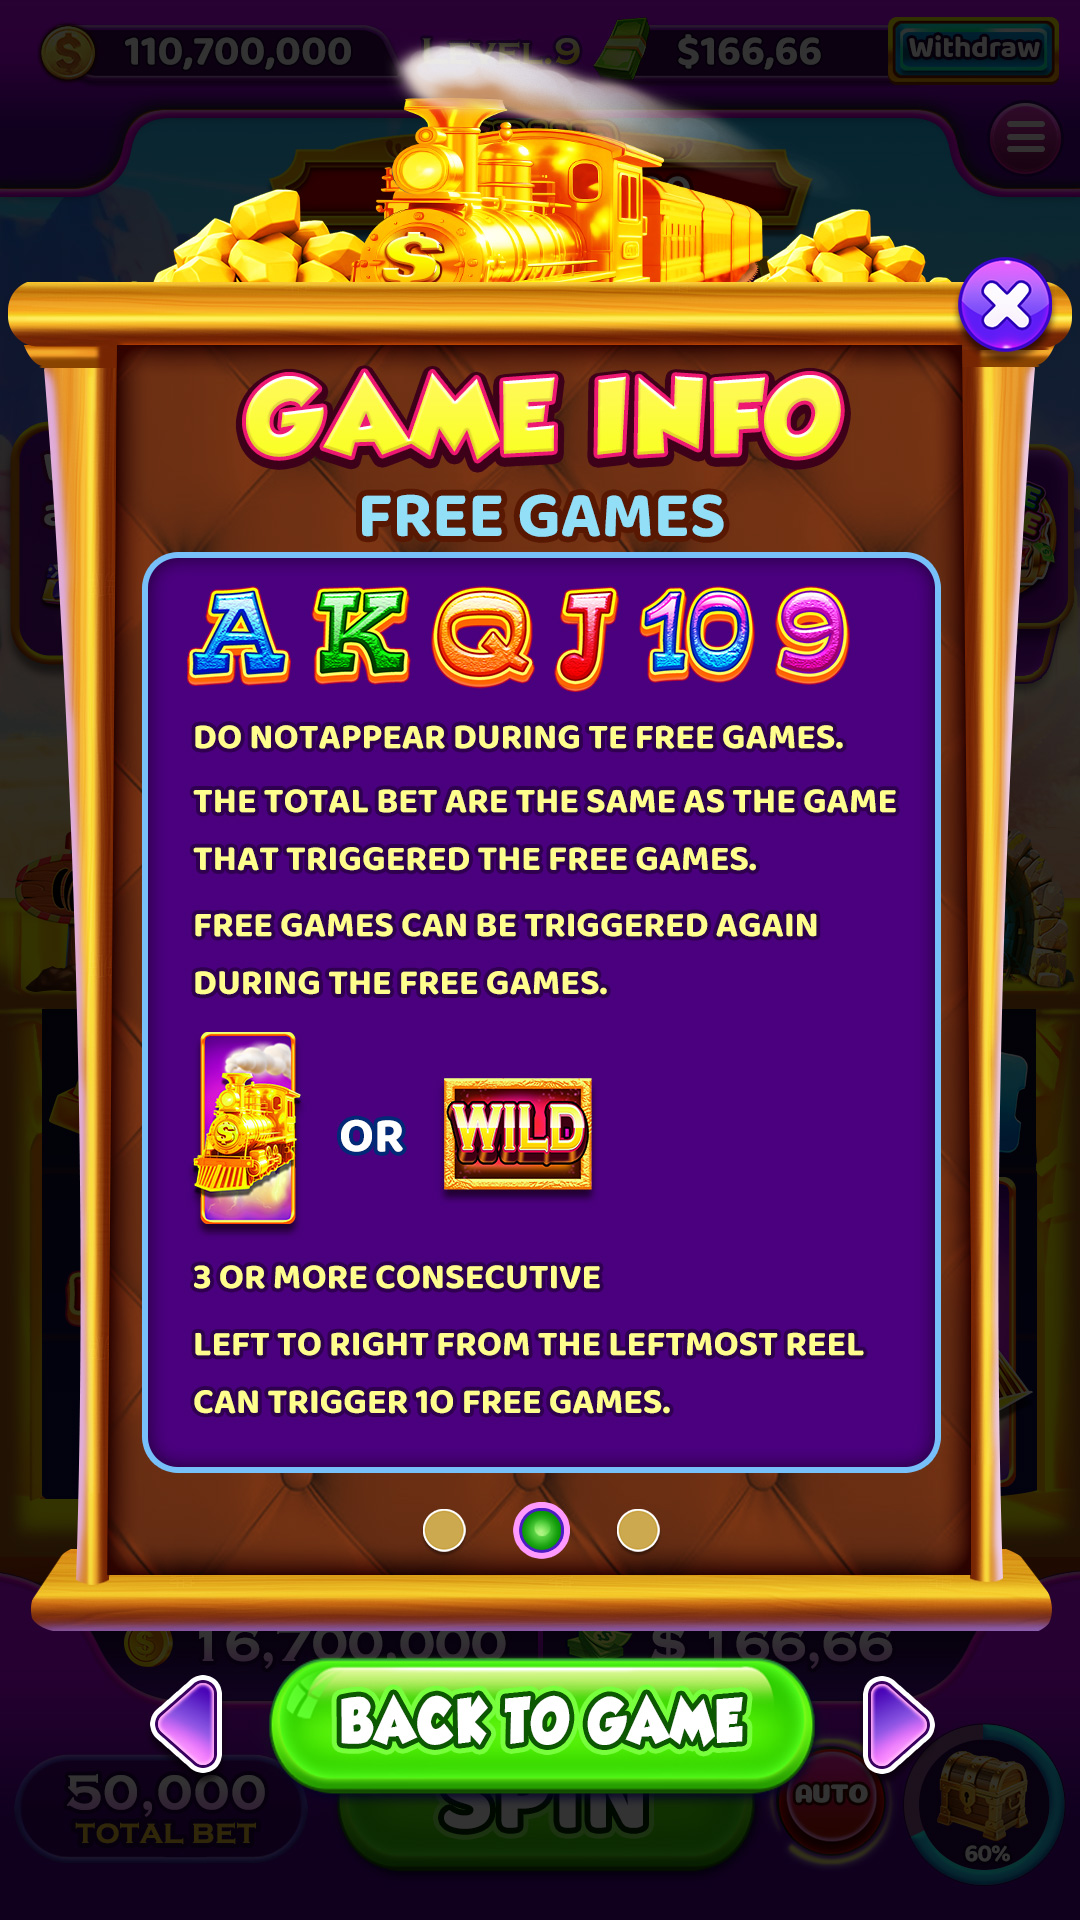 110,700,000
LEVEL.9
$166,66
Withdraw
GAME INFO
FREE GAMES
A K Q J 10 9
DO NOTAPPEAR DURING TE FREE GAMES.
THE TOTAL BET ARE THE SAME AS THE GAME
THAT TRIGGERED THE FREE GAMES.
FREE GAMES CAN BE TRIGGERED AGAIN
DURING THE FREE GAMES.
$
OR
WILD
3 OR MORE CONSECUTIVE
LEFT TO RIGHT FROM THE LEFTMOST REEL
CAN TRIGGER 10 FREE GAMES.
16,700,000
$ 166,66
BACK TO GAME
50,000
TOTAL BET
SPIN
AUTO
60%